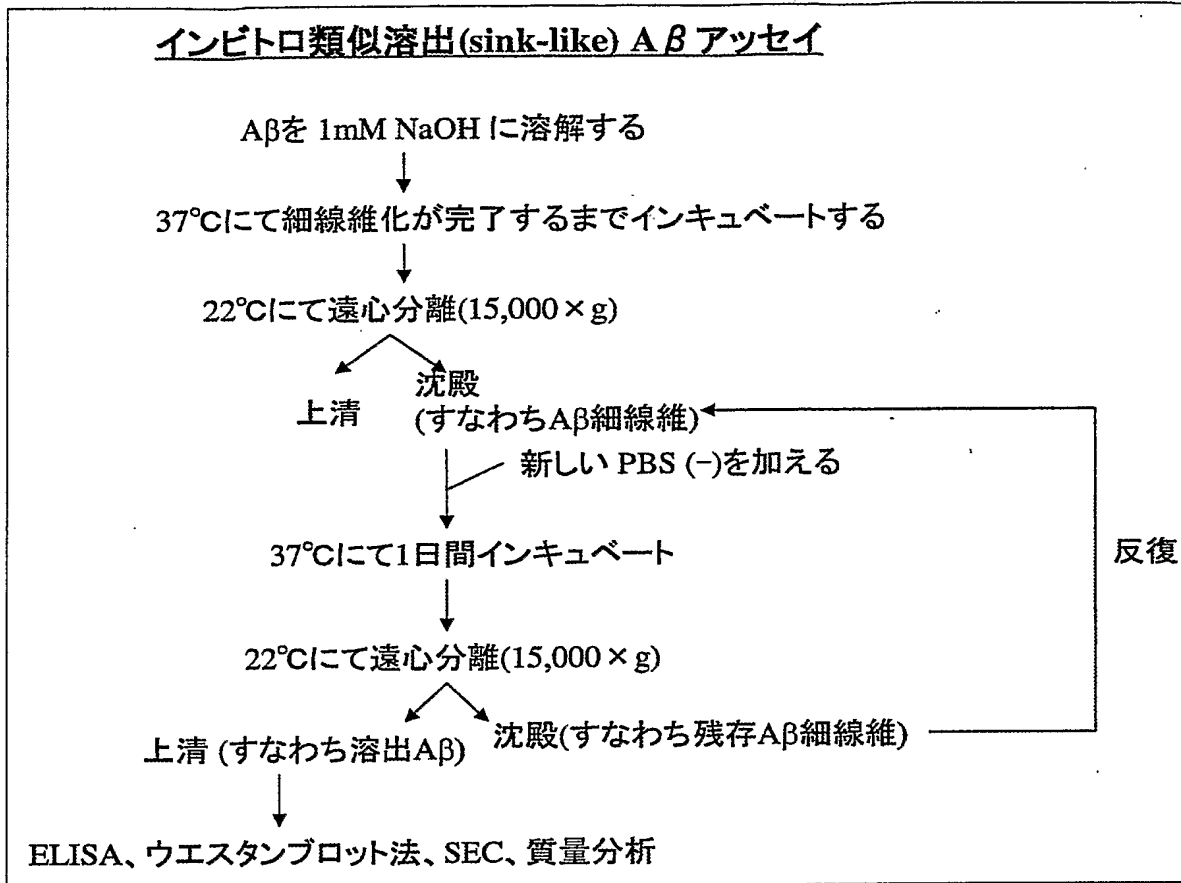 インビトロ類似溶出(sink-like) Aβアッセイ
Aβを 1mM NaOH に溶解する
37℃にて細線維化が完了するまでインキュベートする
22℃にて遠心分離(15,000×g)
上清
沈殿
(すなわちAβ細線維)
新しい PBS (−)を加える
37℃にて1日間インキュベート
反復
22℃にて遠心分離(15,000×g)
上清 (すなわち溶出Aβ)
沈殿(すなわち残存Aβ細線維)
ELISA、ウエスタンブロット法、SEC、質量分析